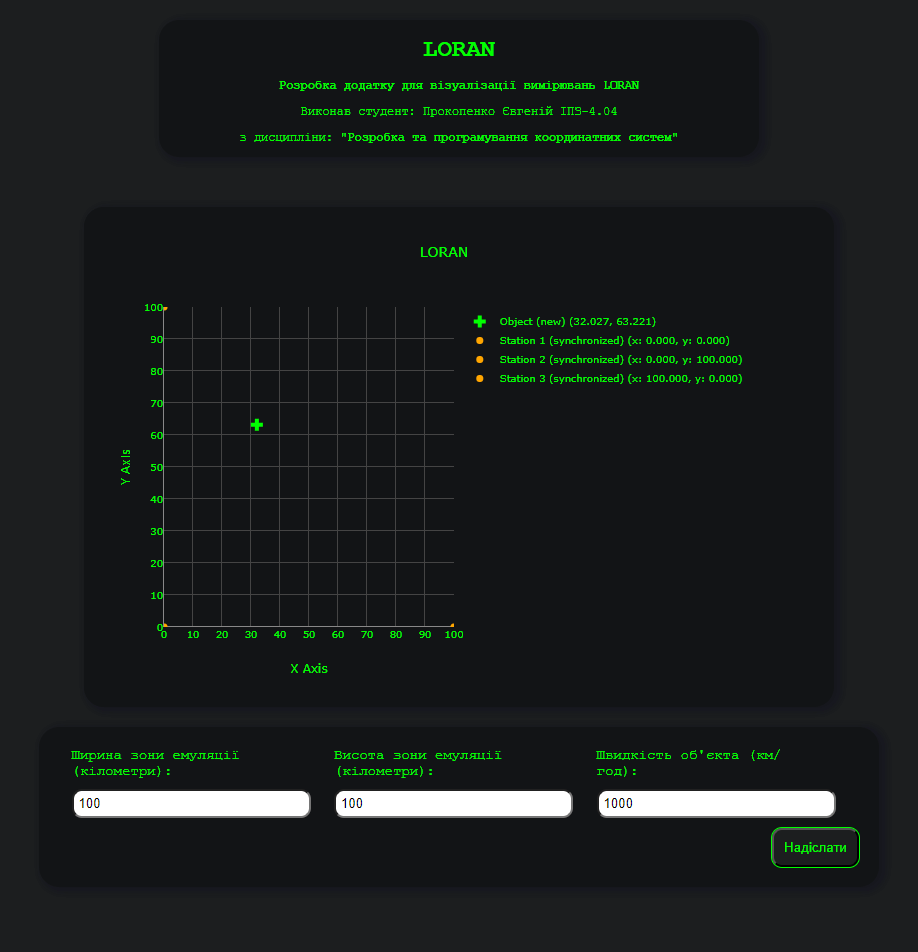 LORAN
Розробка додатку для візуалізації вимірювань LORAN
Виконав студент: Прокопенко Євгеній ІПЗ-4.04
з дисципліни: "Розробка та програмування координатних систем"
LORAN
100
90
80
70
60
50
40
30
20
10
0
Y Axis
0 10 20 30 40 50 60 70 80 90 100
X Axis
Object (new) (32.027, 63.221)
Station 1 (synchronized) (x: 0.000, y: 0.000)
Station 2 (synchronized) (x: 0.000, y: 100.000)
Station 3 (synchronized) (x: 100.000, y: 0.000)
Ширина зони емуляції
(кілометри):
100
Висота зони емуляції
(кілометри):
100
Швидкість об'єкта (км/
год):
1000
Надіслати